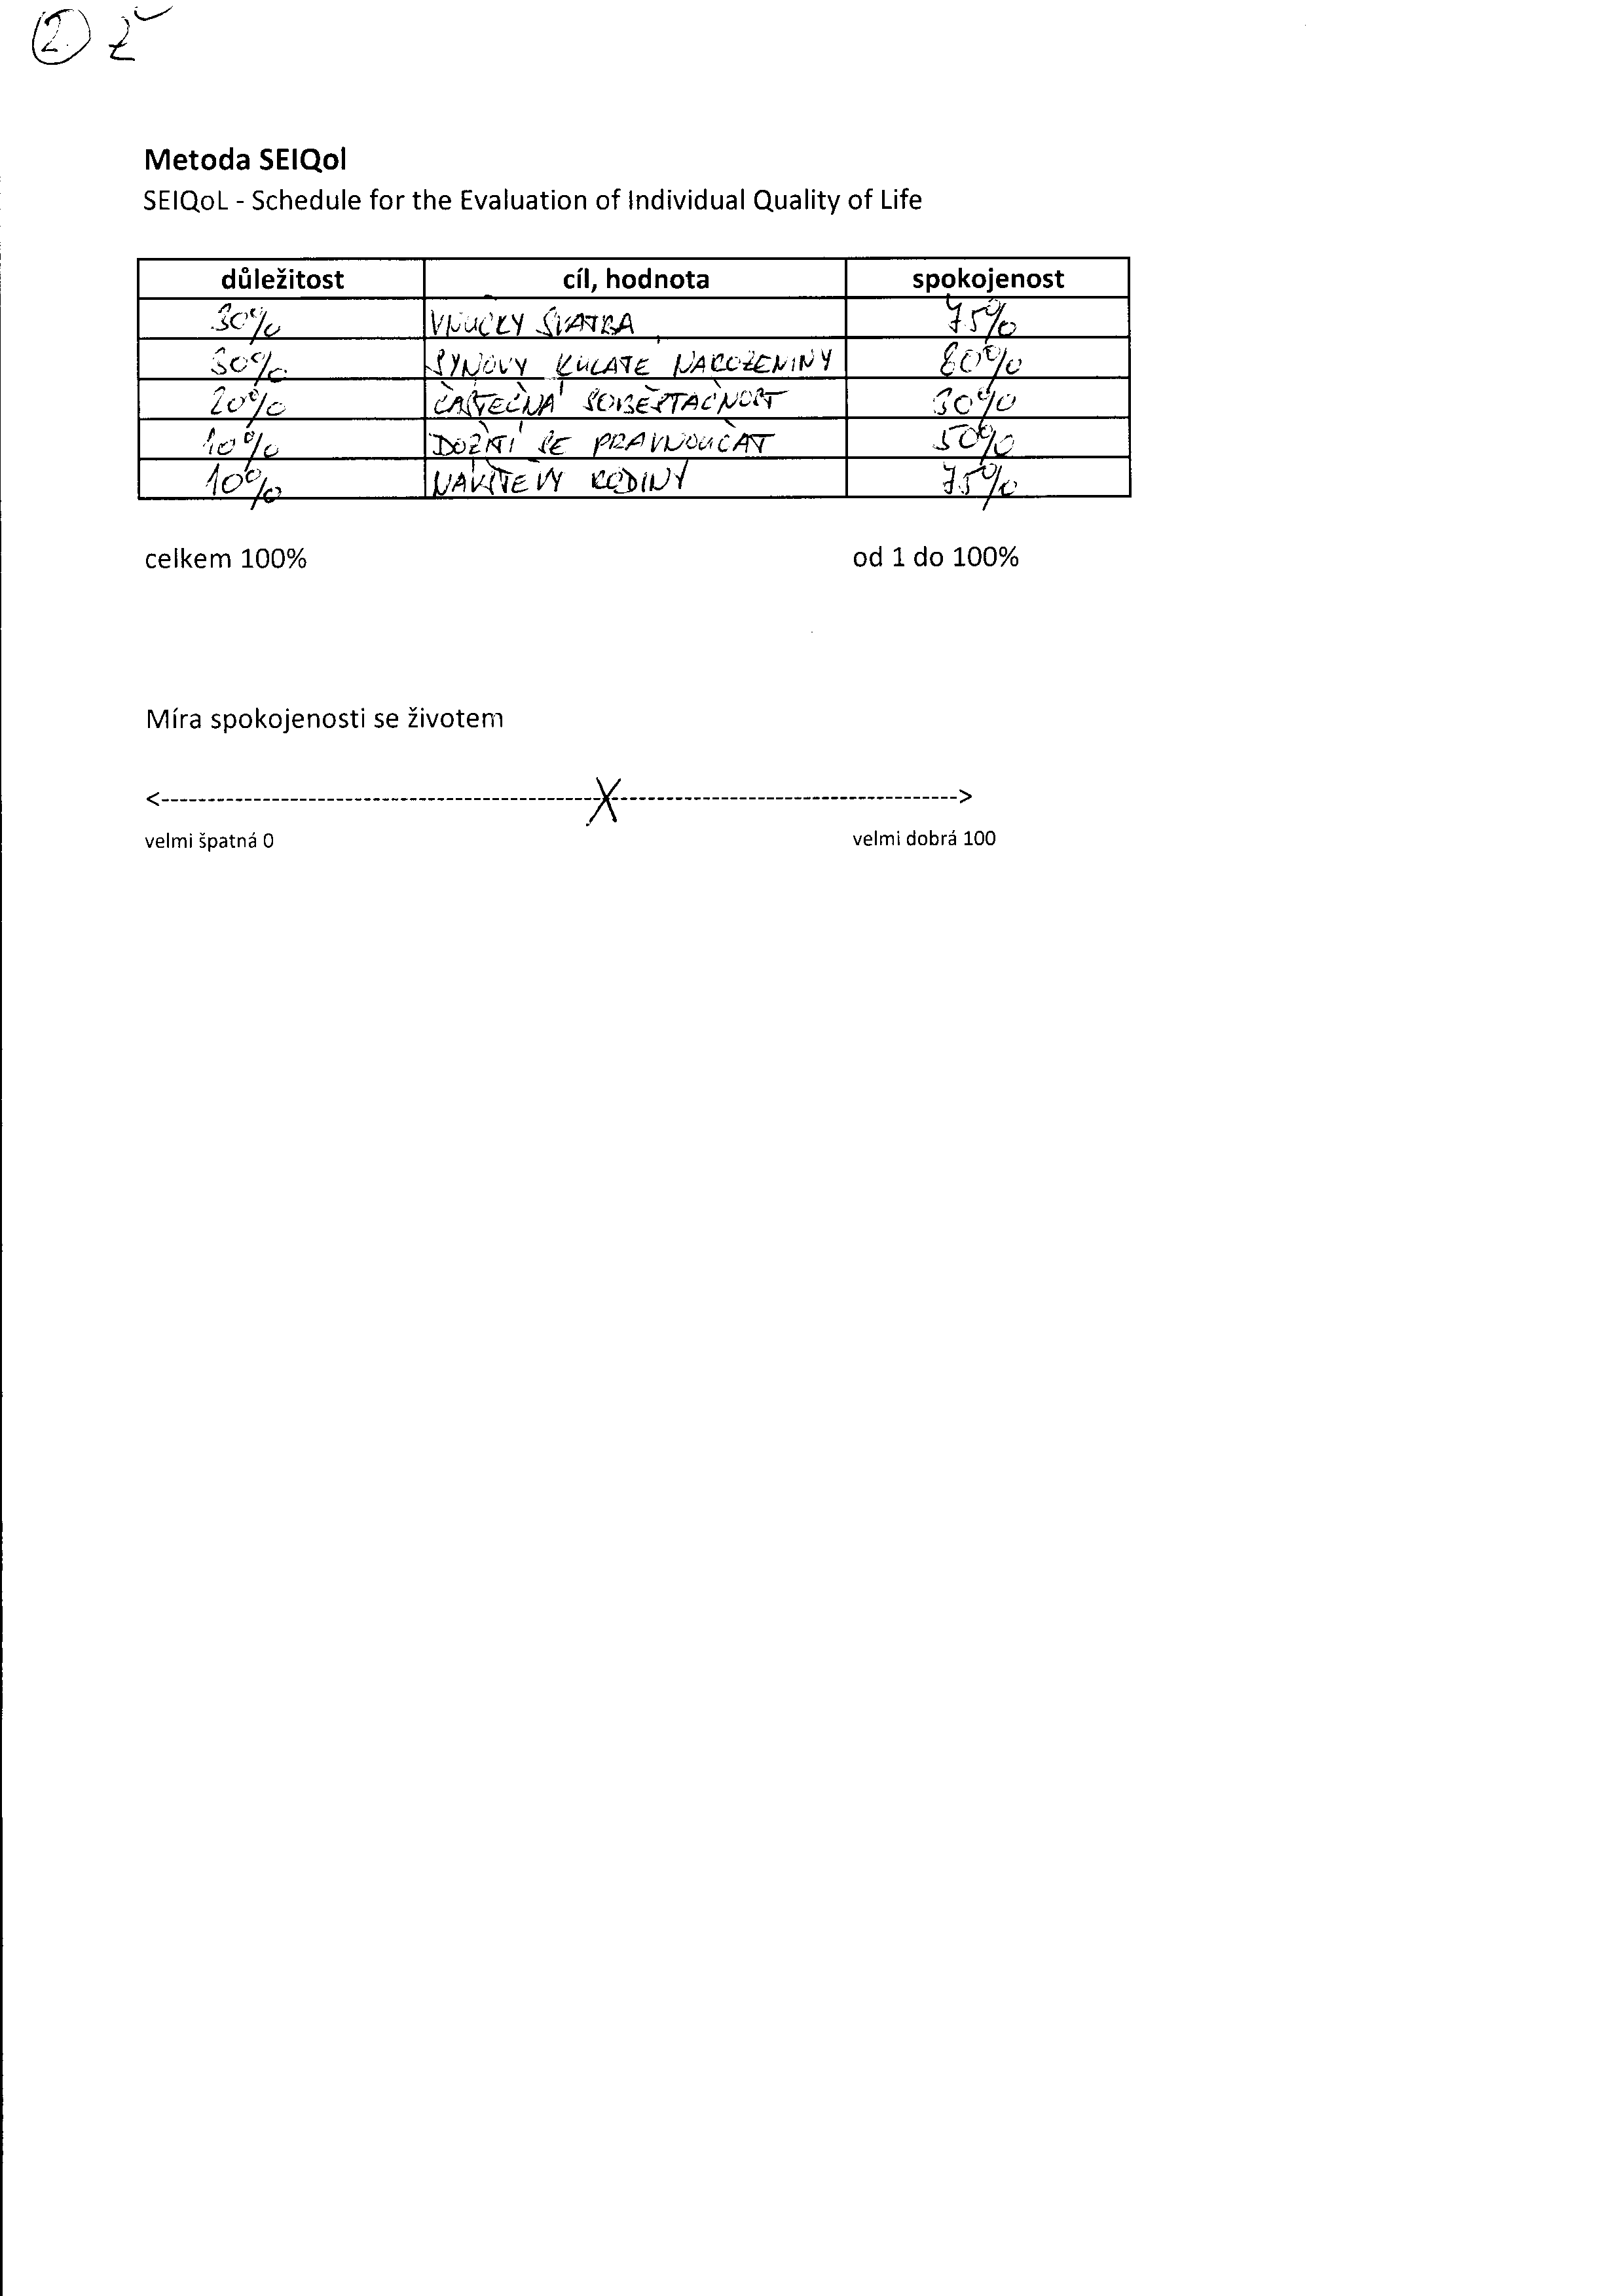 2. Ž
Metoda SEIQol
SEIQoL - Schedule for the Evaluation of Individual Quality of Life
důležitost cíl, hodnota spokojenost
30% VNUČKY SVATBA 75%
30% SYNOVY KULATÉ NAROZENINY 80%
20% ČÁSTEČNÁ SOBĚSTAČNOST 30%
10% DOŽITÍ SE PRAVNOUČAT 50%
10% NÁVŠTĚVY RODINY 75%
celkem 100% od 1 do 100%
Míra spokojenosti se životem
<----------X---------->
velmi špatná 0 velmi dobrá 100